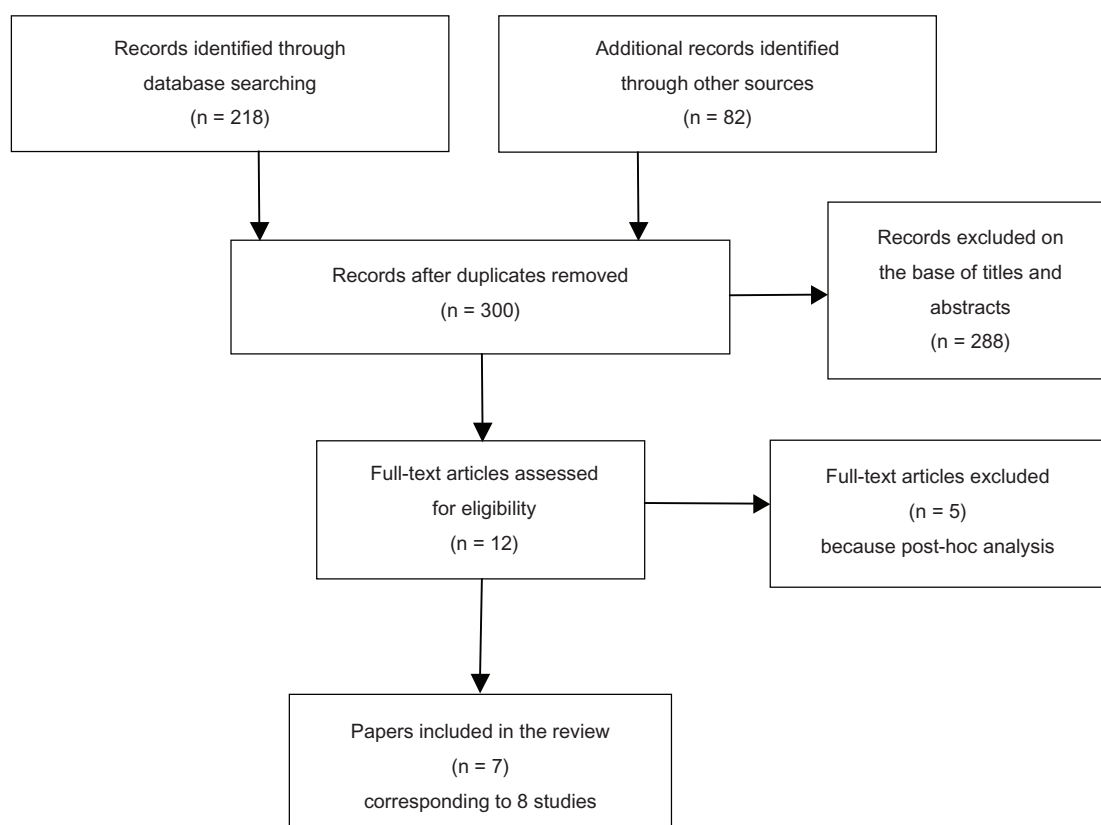 Records identified through
database searching
(n = 218)
Additional records identified
through other sources
(n = 82)
Records after duplicates removed
(n = 300)
Records excluded on
the base of titles and
abstracts
(n = 288)
Full-text articles assessed
for eligibility
(n = 12)
Full-text articles excluded
(n = 5)
because post-hoc analysis
Papers included in the review
(n = 7)
corresponding to 8 studies